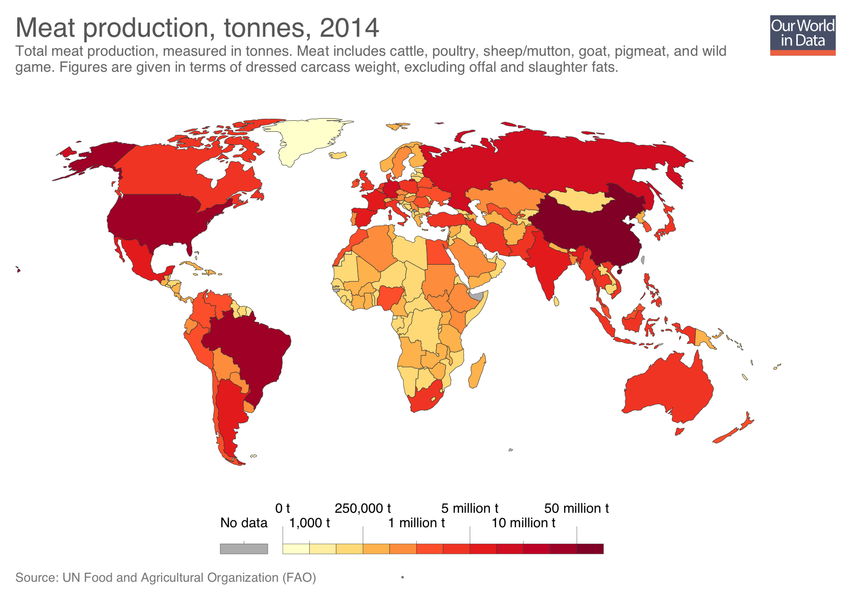 Meat production, tonnes, 2014
Our World
in Data
Total meat production, measured in tonnes. Meat includes cattle, poultry, sheep/mutton, goat, pigmeat, and wild
game. Figures are given in terms of dressed carcass weight, excluding offal and slaughter fats.
0 t 250,000 t 5 million t 50 million t
No data 1,000 t 1 million t 10 million t
Source: UN Food and Agricultural Organization (FAO) •